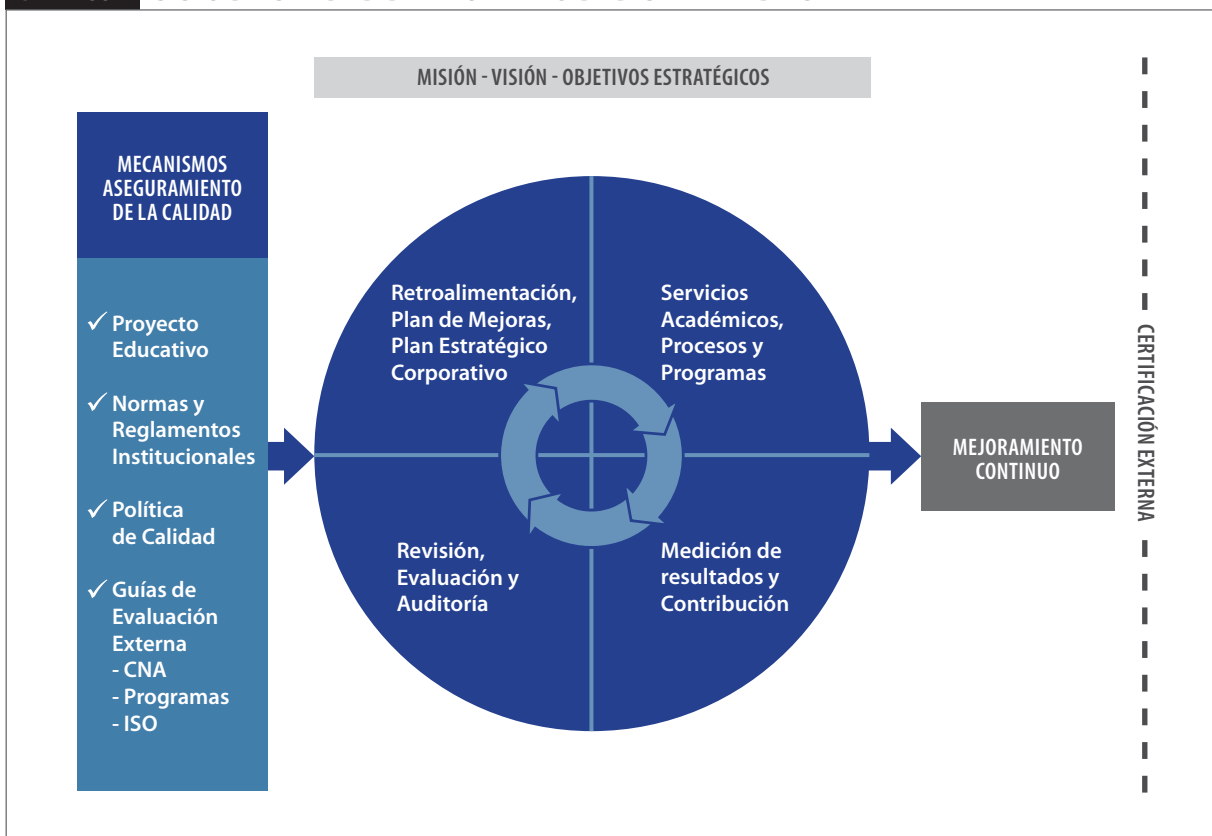 MISIÓN - VISIÓN - OBJETIVOS ESTRATÉGICOS
MECANISMOS
ASEGURAMIENTO
DE LA CALIDAD
✓ Proyecto
Educativo
✓ Normas y
Reglamentos
Institucionales
✓ Política
de Calidad
✓ Guías de
Evaluación
Externa
- CNA
- Programas
- ISO
Retroalimentación,
Plan de Mejoras,
Plan Estratégico
Corporativo
Servicios
Académicos,
Procesos y
Programas
Revisión,
Evaluación y
Auditoría
Medición de
resultados y
Contribución
MEJORAMIENTO
CONTINUO
CERTIFICACIÓN EXTERNA